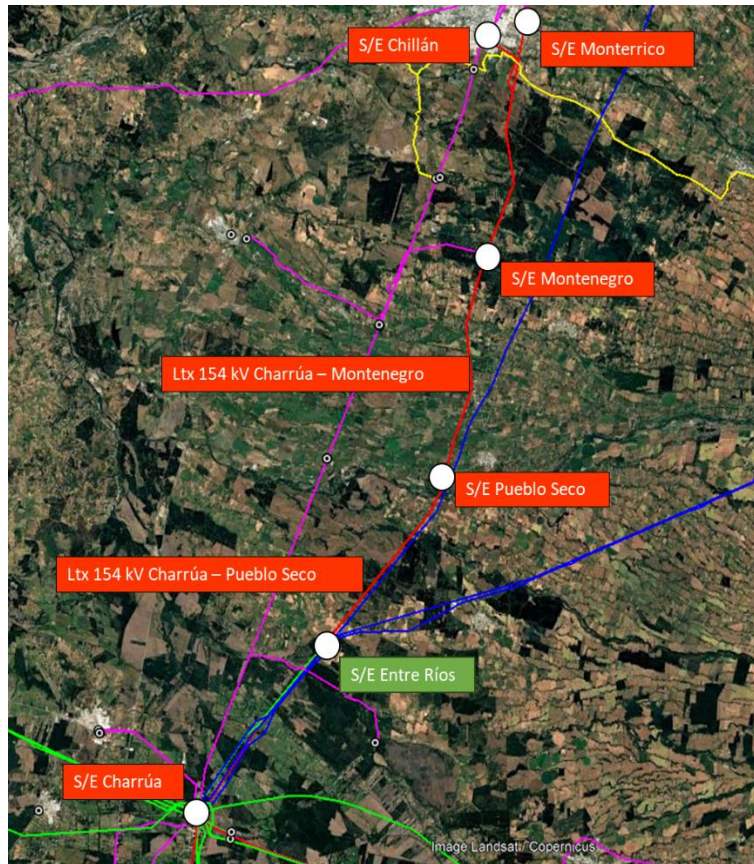 S/E Chillán
S/E Monterrico
S/E Montenegro
Ltx 154 kV Charrúa – Montenegro
S/E Pueblo Seco
Ltx 154 kV Charrúa – Pueblo Seco
S/E Entre Ríos
S/E Charrúa
Image Landsat / Copernicus